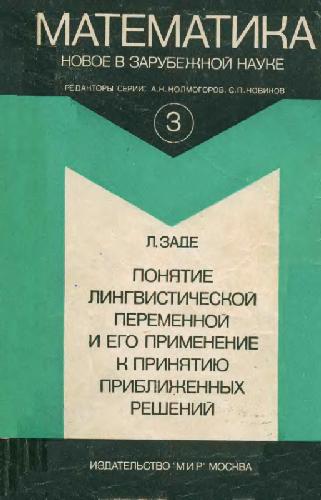 МАТЕМАТИКА
НОВОЕ В ЗАРУБЕЖНОЙ НАУКЕ
РЕДАКТОРЫ СЕРИИ: А.Н.КОЛМОГОРОВ, С.П.НОВИКОВ
3
Л.ЗАДЕ
ПОНЯТИЕ
ЛИНГВИСТИЧЕСКОЙ
ПЕРЕМЕННОЙ
И ЕГО ПРИМЕНЕНИЕ
К ПРИНЯТИЮ
ПРИБЛИЖЕННЫХ
РЕШЕНИЙ
ИЗДАТЕЛЬСТВО "МИР" МОСКВА